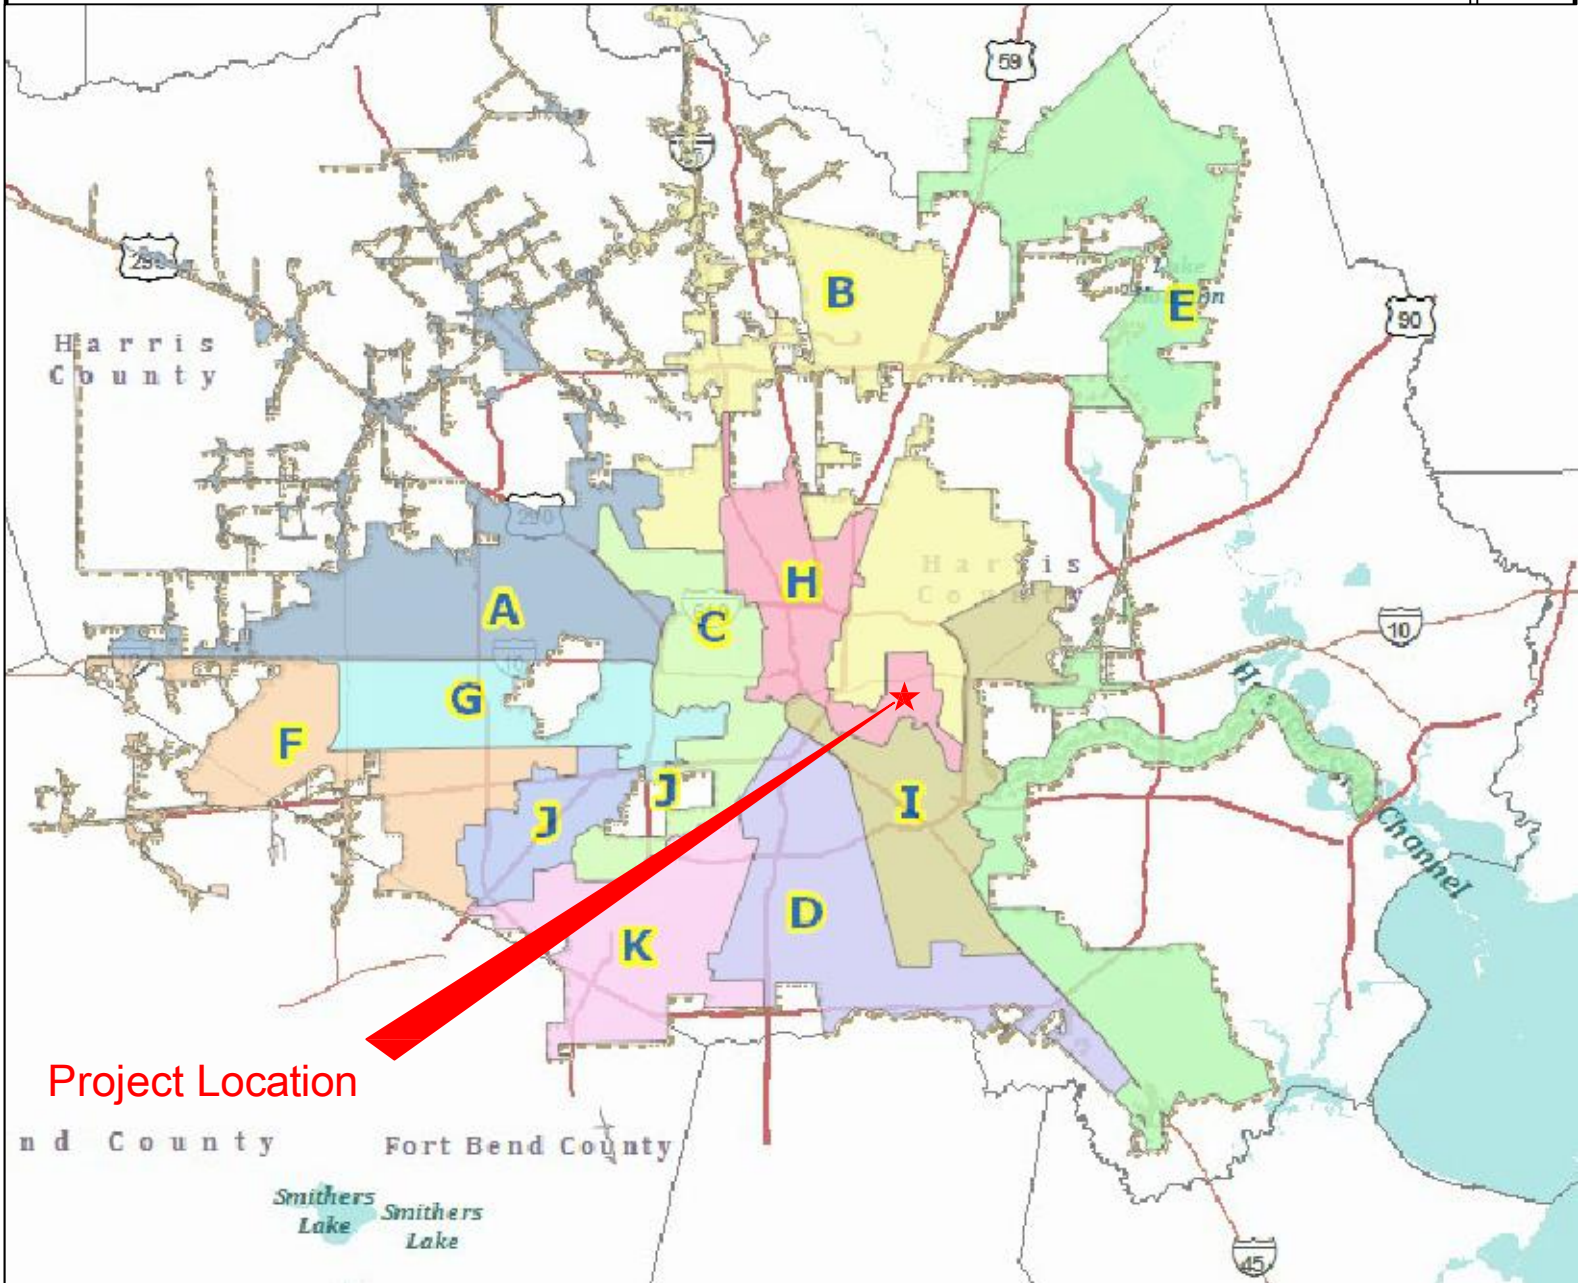 59
B
Lake
E
90
Harris
County
290
H
Harris
County
A
C
10
10
G
F
J
J
I
Channel
D
K
Project Location
nd County
Fort Bend County
Smithers
Lake
Smithers
Lake
45